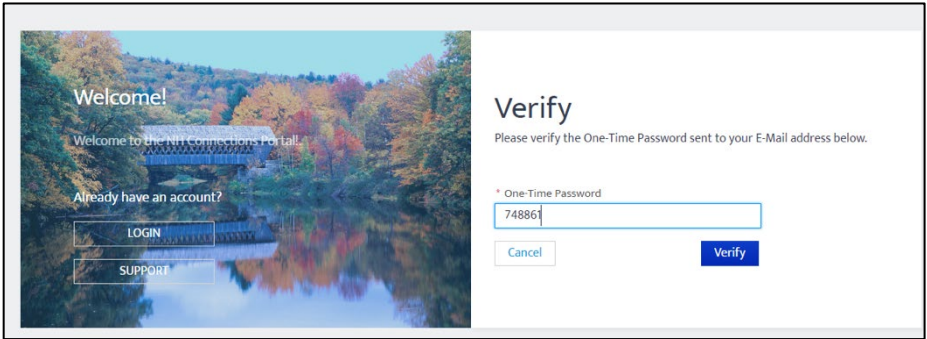 Welcome!
Welcome to the NH Connections Portal!.
Already have an account?
LOGIN
SUPPORT
Verify
Please verify the One-Time Password sent to your E-Mail address below.
* One-Time Password
748861
Cancel
Verify